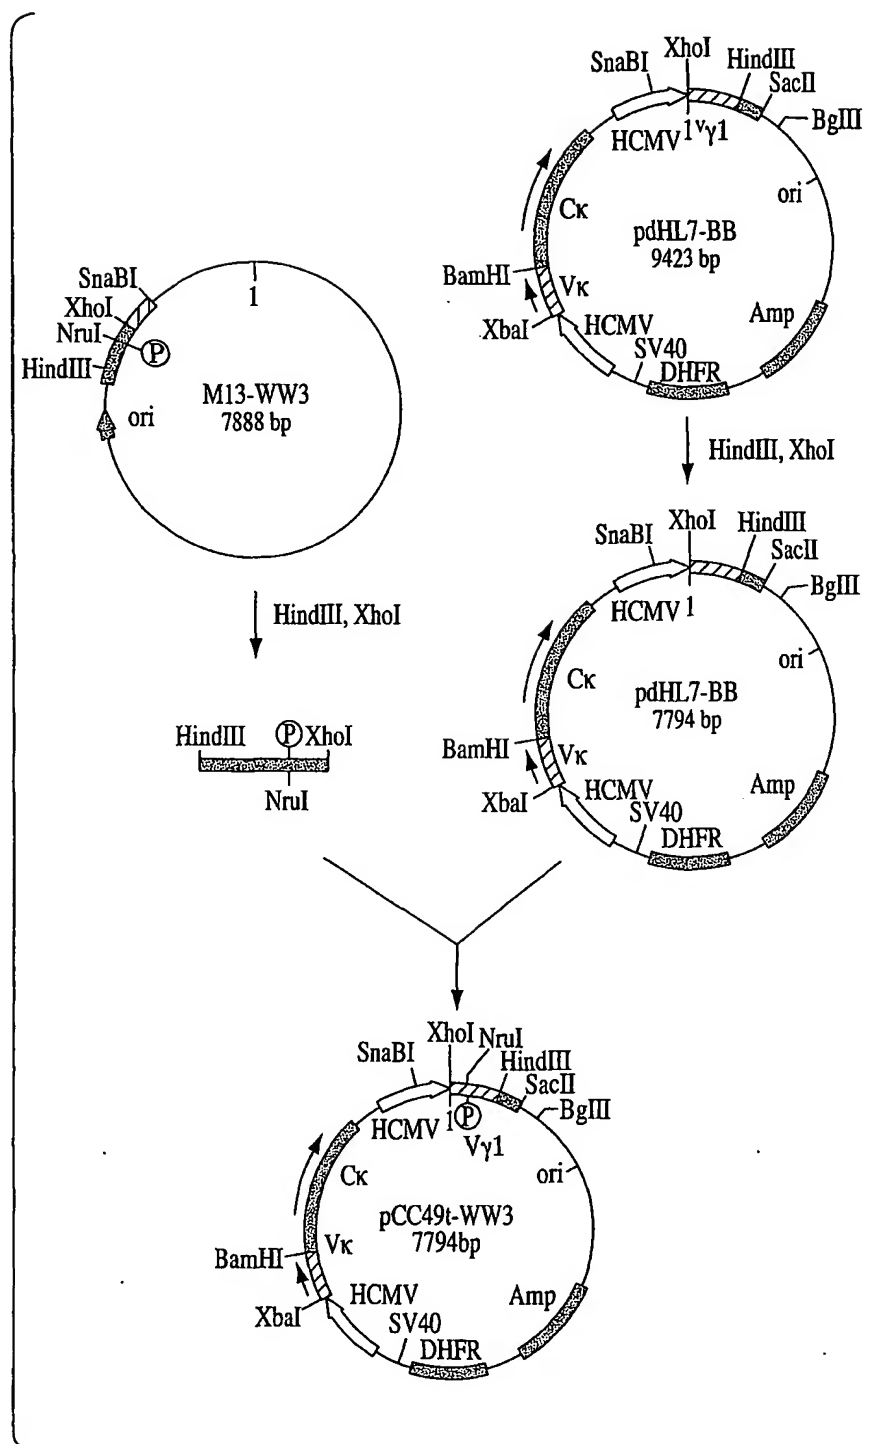 XhoI
SnaBI
HindIII
SacII
BgIII
HCMV
1
vγ1
ori
Cκ
pdHL7-BB
9423 bp
BamHI
Vκ
XbaI
HCMV
SV40
DHFR
Amp
HindIII, XhoI
SnaBI
XhoI
NruI
P
HindIII
1
ori
M13-WW3
7888 bp
HindIII, XhoI
HindIII
P
XhoI
NruI
XhoI
SnaBI
HindIII
SacII
BgIII
HCMV
1
ori
Cκ
pdHL7-BB
7794 bp
BamHI
Vκ
XbaI
HCMV
SV40
DHFR
Amp
XhoI
NruI
SnaBI
HindIII
SacII
BgIII
HCMV
1
P
Vγ1
ori
Cκ
pCC49t-WW3
7794bp
BamHI
Vκ
XbaI
HCMV
SV40
DHFR
Amp